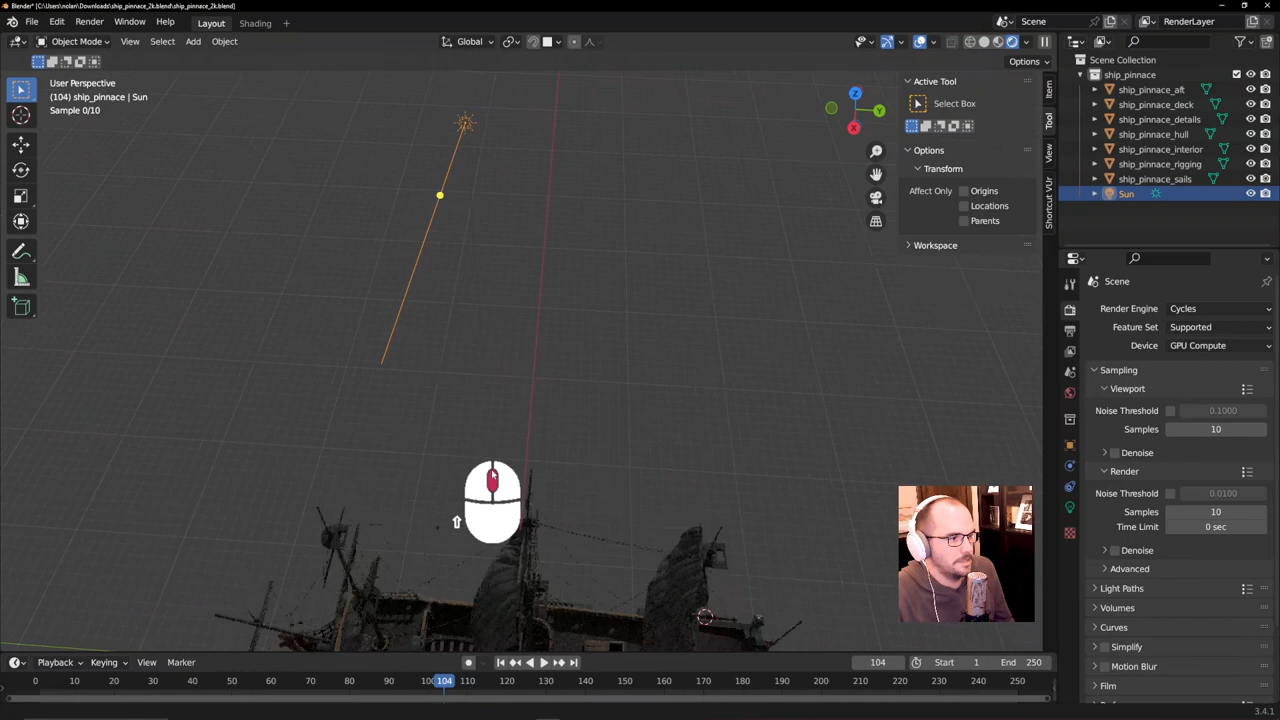 Blender* [C:\Users\nolan\Downloads\ship_pinnace_2k.blend\ship_pinnace_2k.blend]
File Edit Render Window Help Layout Shading + Scene RenderLayer
Object Mode View Select Add Object Global
Options
User Perspective
(104) ship_pinnace | Sun
Sample 0/10
Z
Y
X
Active Tool
Select Box
Options
Transform
Affect Only Origins
Locations
Parents
Workspace
Item
Tool
View
Shortcut VUr
Scene Collection
ship_pinnace
ship_pinnace_aft
ship_pinnace_deck
ship_pinnace_details
ship_pinnace_hull
ship_pinnace_interior
ship_pinnace_rigging
ship_pinnace_sails
Sun
Scene
Render Engine Cycles
Feature Set Supported
Device GPU Compute
Sampling
Viewport
Noise Threshold 0.1000
Samples 10
Denoise
Render
Noise Threshold 0.0100
Samples 10
Time Limit 0 sec
Denoise
Advanced
Light Paths
Volumes
Curves
Simplify
Motion Blur
Film
Playback Keying View Marker 104 Start 1 End 250
0 10 20 30 40 50 60 70 80 90 104 110 120 130 140 150 160 170 180 190 200 210 220 230 240 250
3.4.1